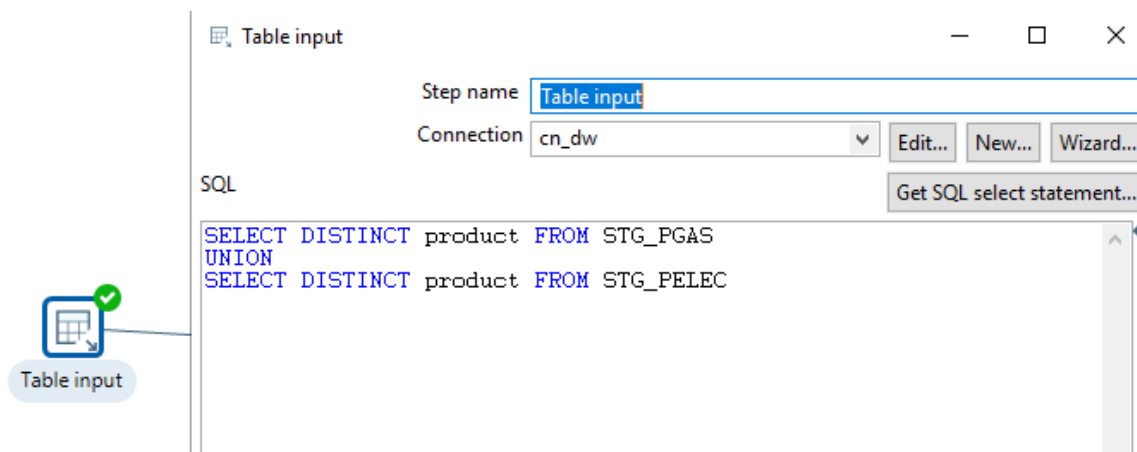 Table input
Step name Table input
Connection cn_dw Edit... New... Wizard...
SQL
Get SQL select statement...
SELECT DISTINCT product FROM STG_PGAS
UNION
SELECT DISTINCT product FROM STG_PELEC
Table input